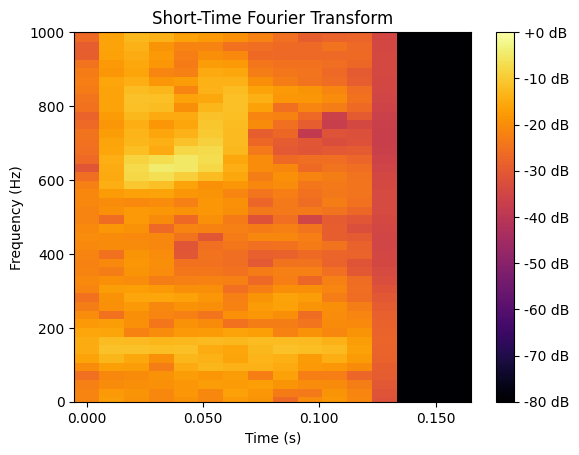 Short-Time Fourier Transform
1000
800
600
400
200
0
Frequency (Hz)
0.000
0.050
0.100
0.150
Time (s)
+0 dB
-10 dB
-20 dB
-30 dB
-40 dB
-50 dB
-60 dB
-70 dB
-80 dB